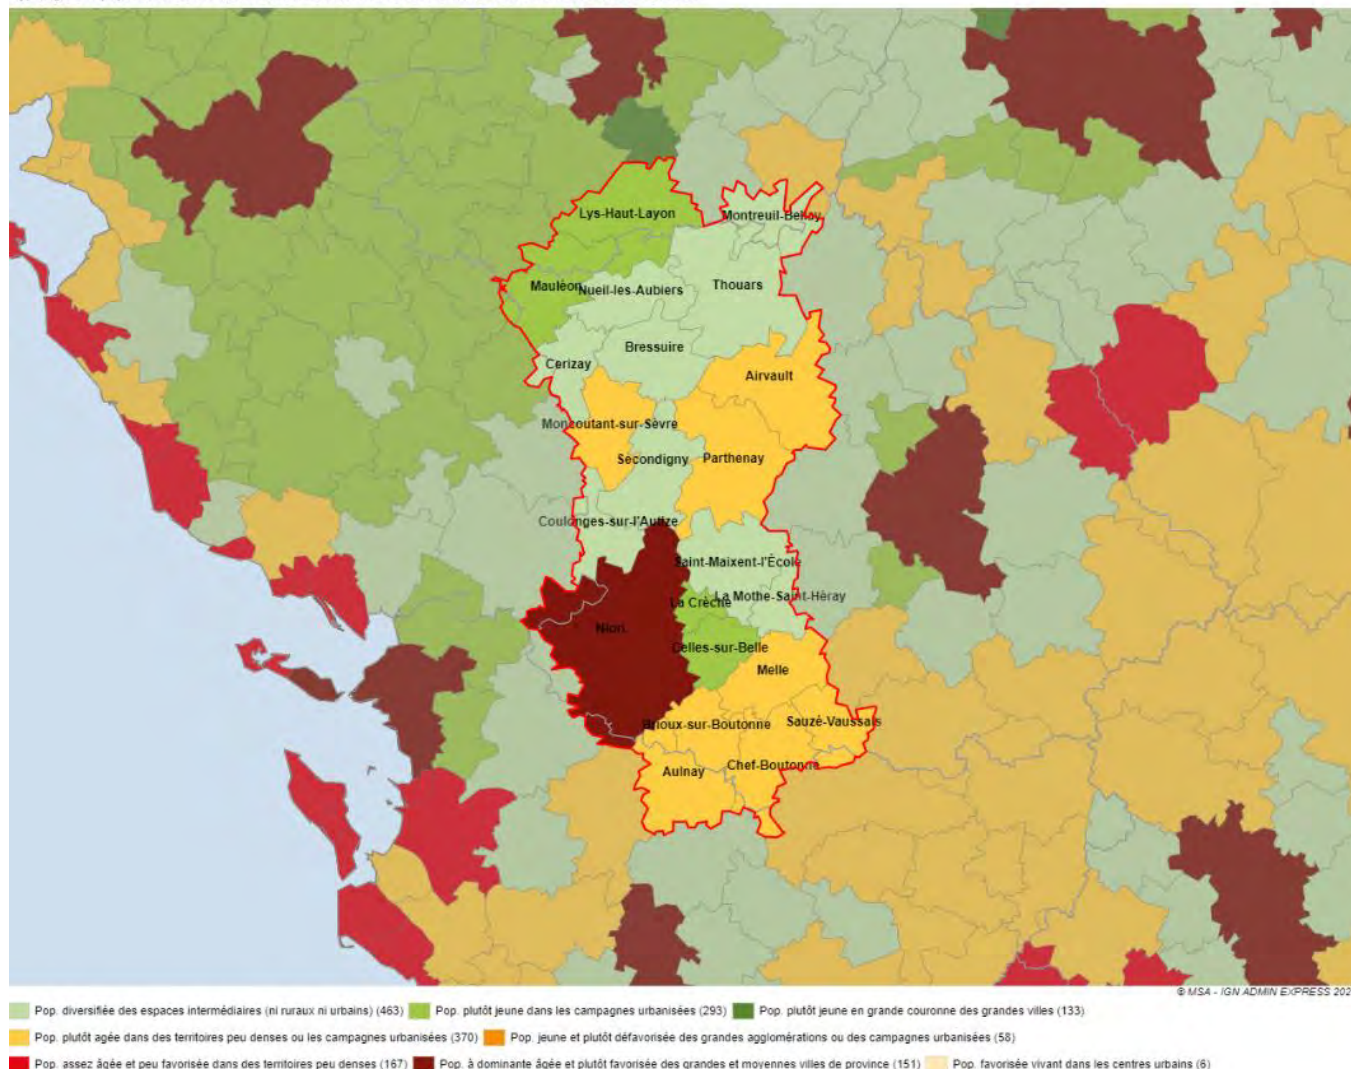 Lys-Haut-Layon
Montreuil-Bellay
Mauléon
Nueil-les-Aubiers
Thouars
Bressuire
Cerizay
Airvault
Moncoutant-sur-Sèvre
Secondigny
Parthenay
Coulonges-sur-l'Autize
Saint-Maixent-l'École
La Crèche
La Mothe-Saint-Héray
Niort
Celles-sur-Belle
Melle
Brioux-sur-Boutonne
Sauzé-Vaussais
Aulnay
Chef-Boutonne
© MSA - IGN ADMIN EXPRESS 202
Pop. diversifiée des espaces intermédiaires (ni ruraux ni urbains) (463) Pop. plutôt jeune dans les campagnes urbanisées (293) Pop. plutôt jeune en grande couronne des grandes villes (133)
Pop. plutôt agée dans des territoires peu denses ou les campagnes urbanisées (370) Pop. jeune et plutôt défavorisée des grandes agglomérations ou des campagnes urbanisées (58)
Pop. assez âgée et peu favorisée dans des territoires peu denses (167) Pop. à dominante âgée et plutôt favorisée des grandes et moyennes villes de province (151) Pop. favorisée vivant dans les centres urbains (6)